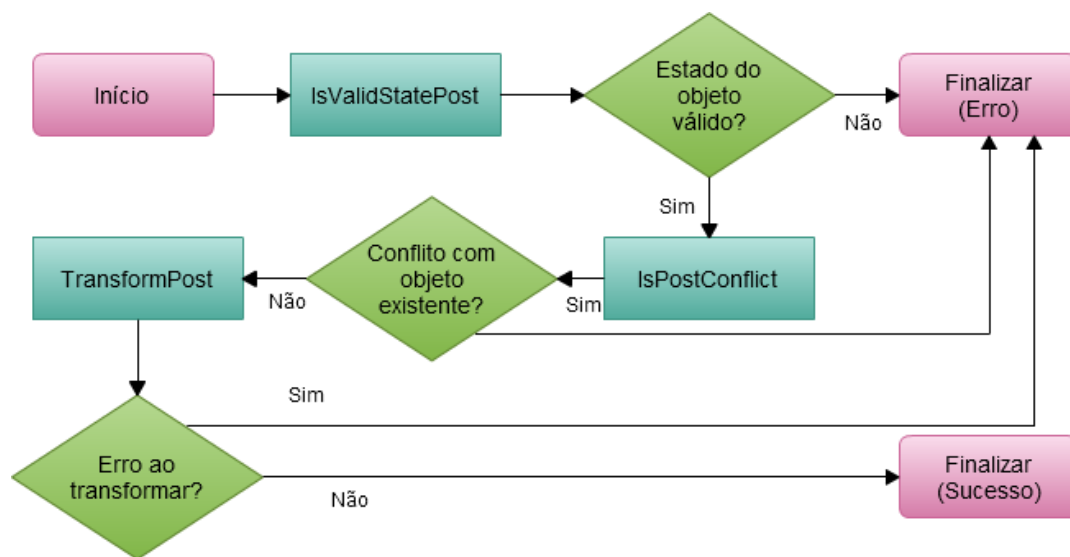 Início
IsValidStatePost
Estado do
objeto
válido?
Não
Finalizar
(Erro)
Sim
IsPostConflict
Sim
Conflito com
objeto
existente?
Não
TransformPost
Sim
Erro ao
transformar?
Não
Finalizar
(Sucesso)